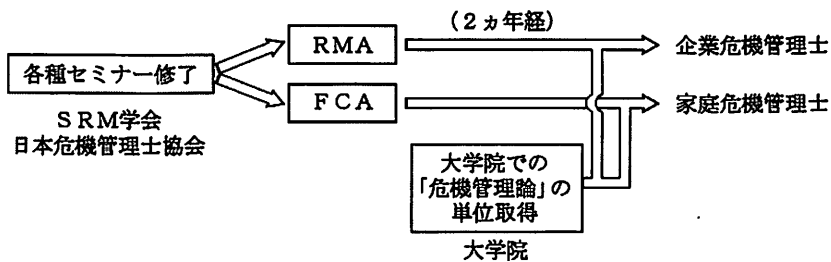 (2ヵ年経)
RMA
企業危機管理士
各種セミナー修了
FCA
家庭危機管理士
SRM学会
日本危機管理士協会
大学院での
「危機管理論」の
単位取得
大学院